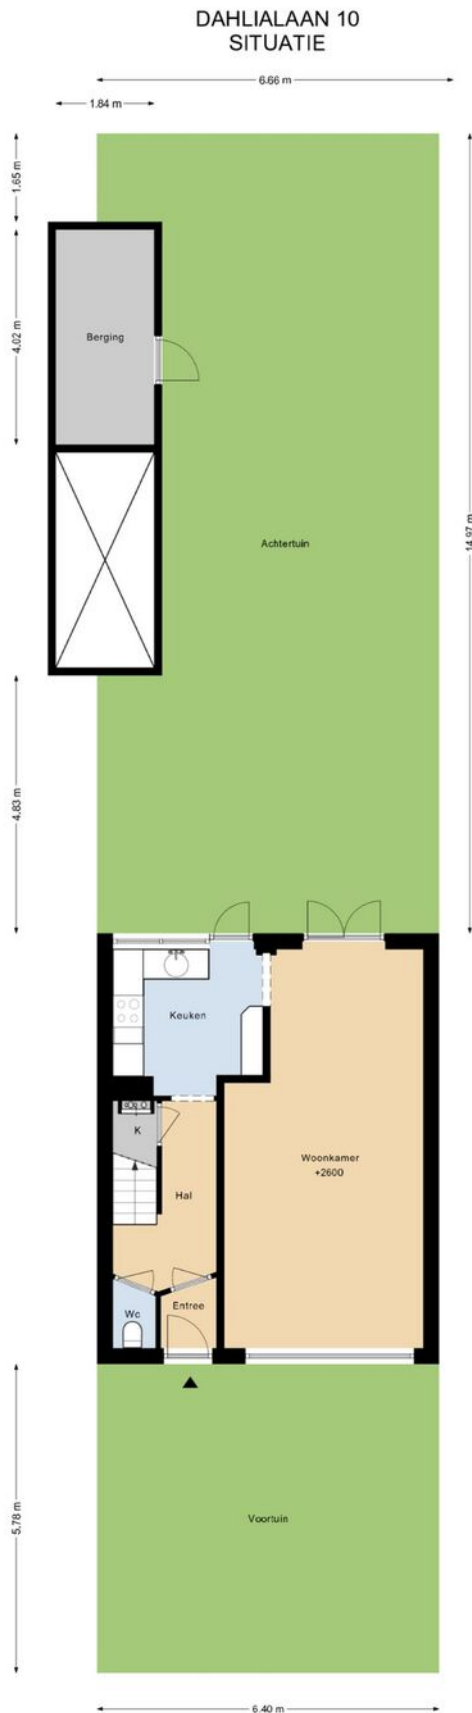 DAHLIALAAN 10
SITUATIE
6.66 m
1.84 m
1.65 m
4.02 m
Berging
14.97 m
Achtertuin
4.83 m
Keuken
K
Woonkamer
+2600
Hal
Wc
Entree
5.78 m
Voortuin
6.40 m